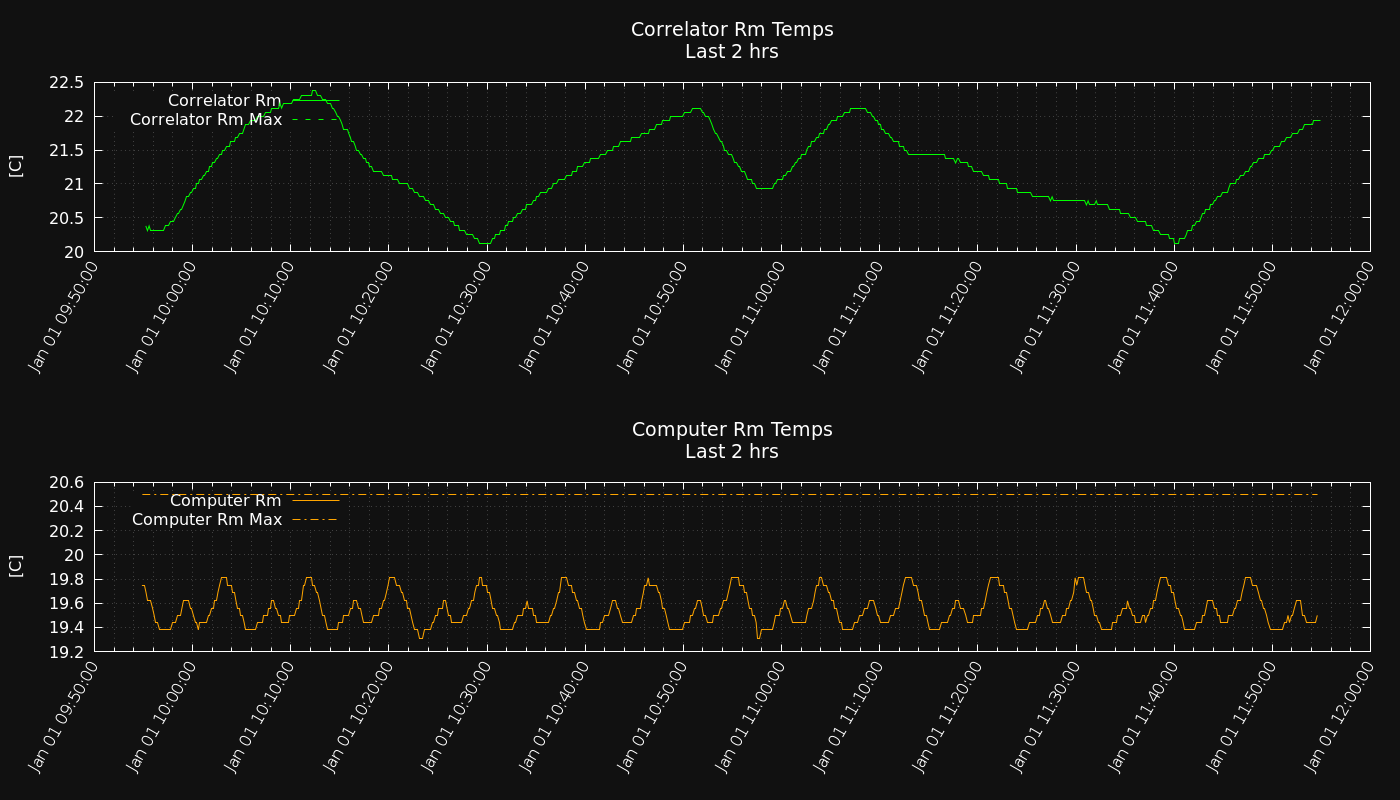 Correlator Rm Temps
Last 2 hrs
22.5
22
21.5
21
20.5
20
[C]
Correlator Rm
Correlator Rm Max
Jan 01 09:50:00
Jan 01 10:00:00
Jan 01 10:10:00
Jan 01 10:20:00
Jan 01 10:30:00
Jan 01 10:40:00
Jan 01 10:50:00
Jan 01 11:00:00
Jan 01 11:10:00
Jan 01 11:20:00
Jan 01 11:30:00
Jan 01 11:40:00
Jan 01 11:50:00
Jan 01 12:00:00
Computer Rm Temps
Last 2 hrs
20.6
20.4
20.2
20
19.8
19.6
19.4
19.2
[C]
Computer Rm
Computer Rm Max
Jan 01 09:50:00
Jan 01 10:00:00
Jan 01 10:10:00
Jan 01 10:20:00
Jan 01 10:30:00
Jan 01 10:40:00
Jan 01 10:50:00
Jan 01 11:00:00
Jan 01 11:10:00
Jan 01 11:20:00
Jan 01 11:30:00
Jan 01 11:40:00
Jan 01 11:50:00
Jan 01 12:00:00